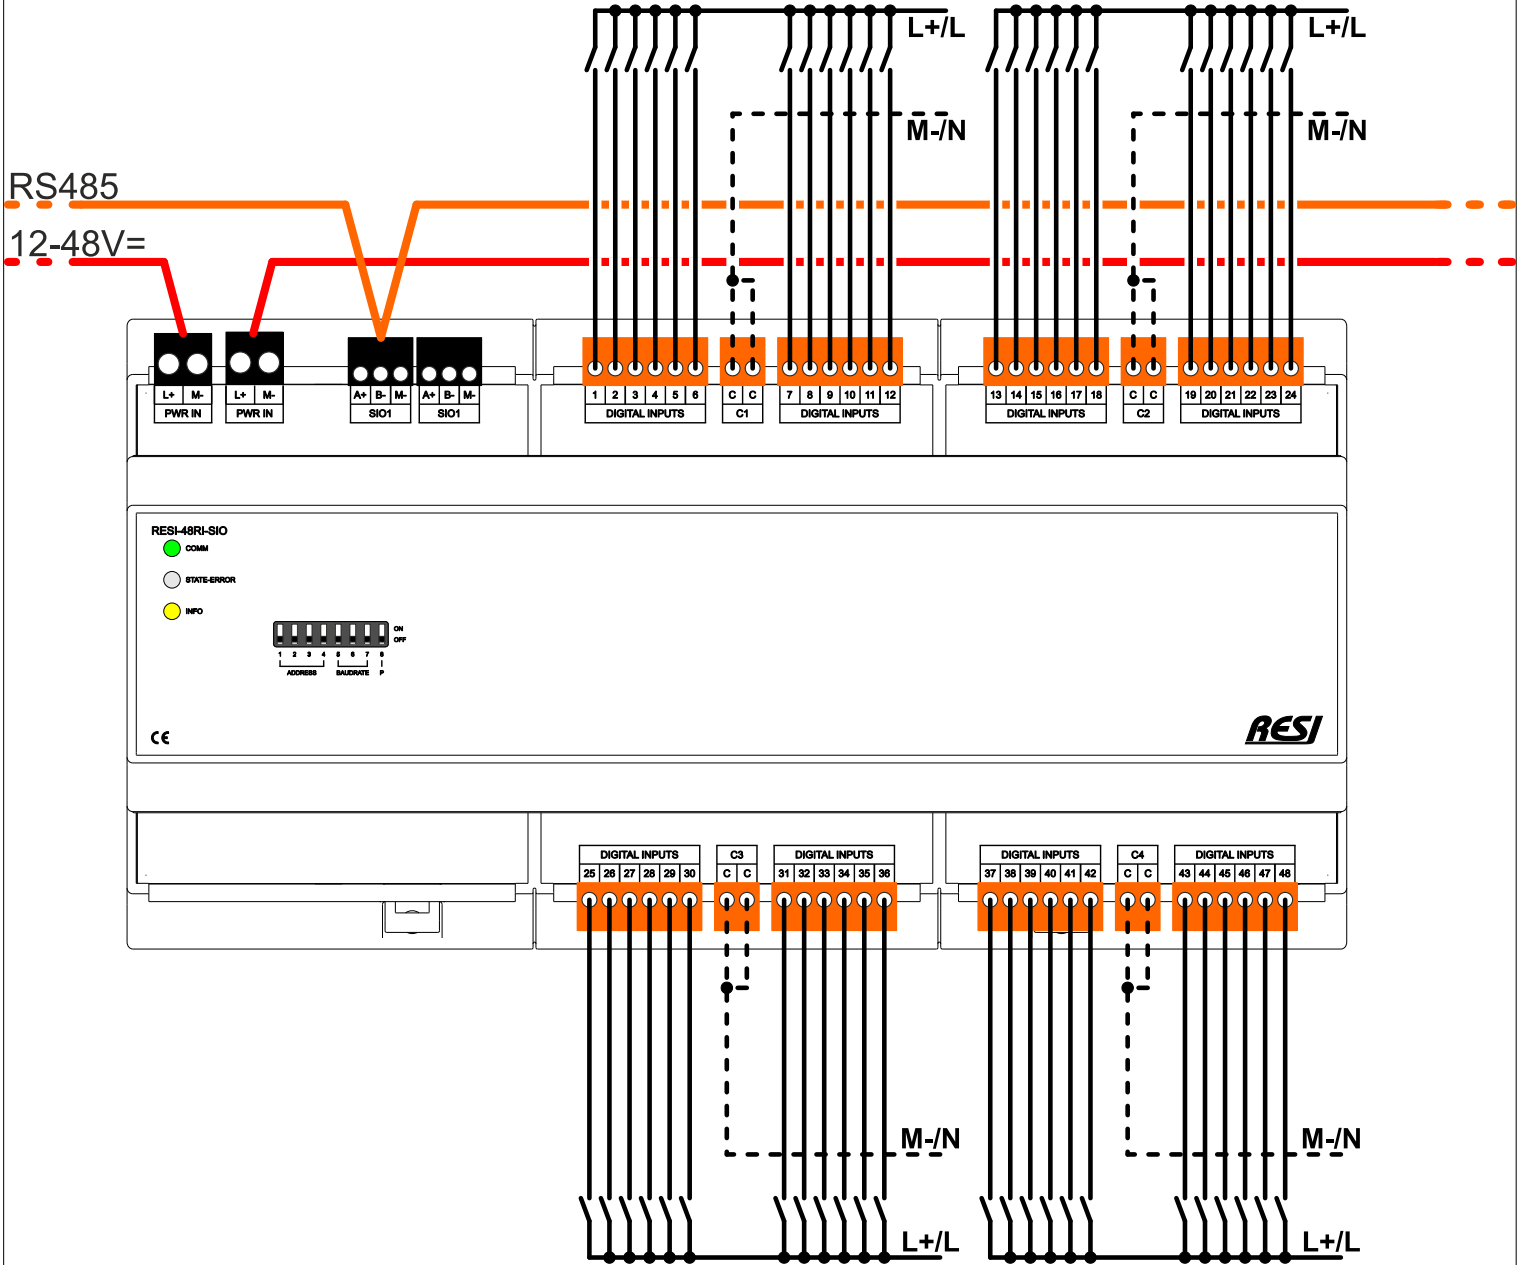 L+/L L+/L
M-/N M-/N
RS485
12-48V=
L+ M- L+ M- A+ B- M- A+ B- M- 1 2 3 4 5 6 C C 7 8 9 10 11 12 13 14 15 16 17 18 C C 19 20 21 22 23 24
PWR IN PWR IN SIO1 SIO1 DIGITAL INPUTS C1 DIGITAL INPUTS DIGITAL INPUTS C2 DIGITAL INPUTS
RESI-48RI-SIO
COMM
STATE-ERROR
INFO
ON
OFF
1 2 3 4 5 6 7 8
ADDRESS BAUDRATE P
CE RESI
DIGITAL INPUTS C3 DIGITAL INPUTS DIGITAL INPUTS C4 DIGITAL INPUTS
25 26 27 28 29 30 C C 31 32 33 34 35 36 37 38 39 40 41 42 C C 43 44 45 46 47 48
M-/N M-/N
L+/L L+/L